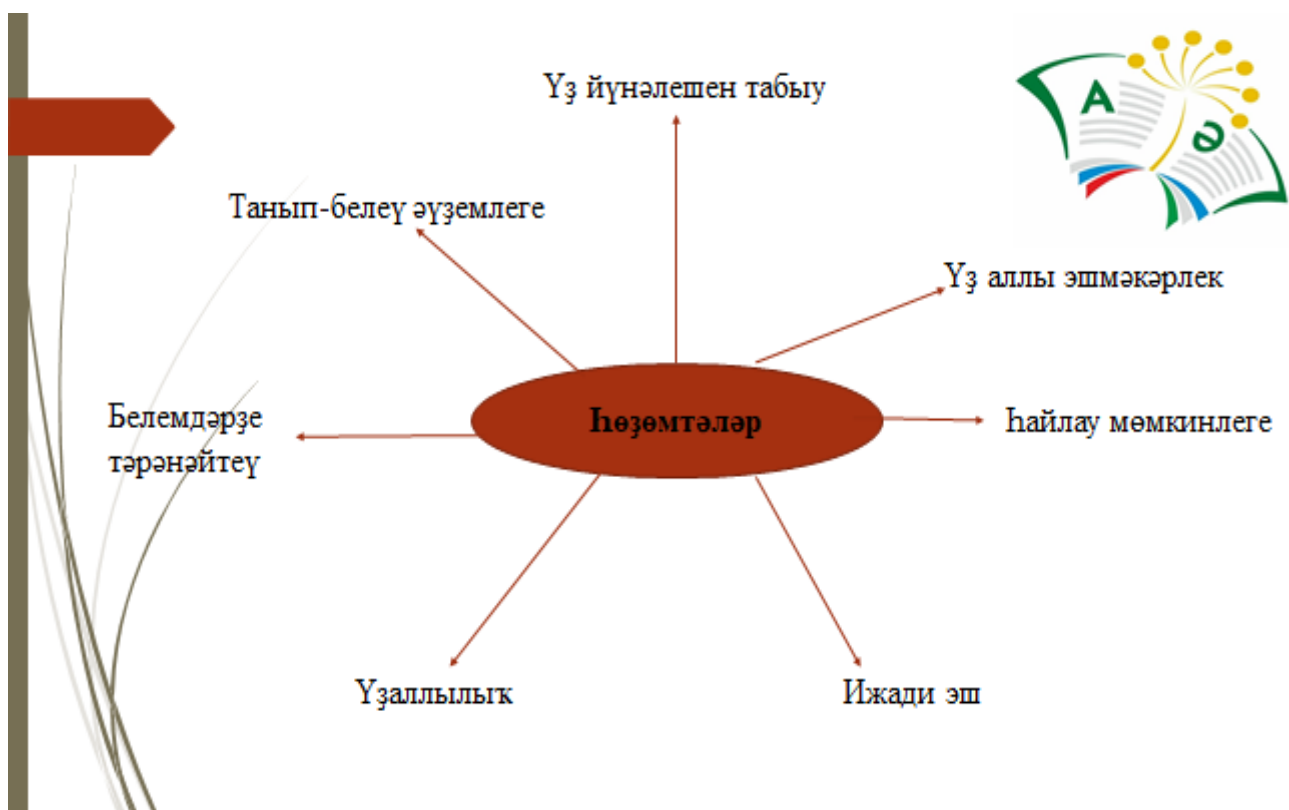 Үҙ йүнәлешен табыу
А
Ә
Танып-белеү әүҙемлеге
Үҙ аллы эшмәкәрлек
Белемдәрҙе
тәрәнәйтеү
Һөҙөмтәләр
Һайлау мөмкинлеге
Үҙаллылыҡ
Ижади эш